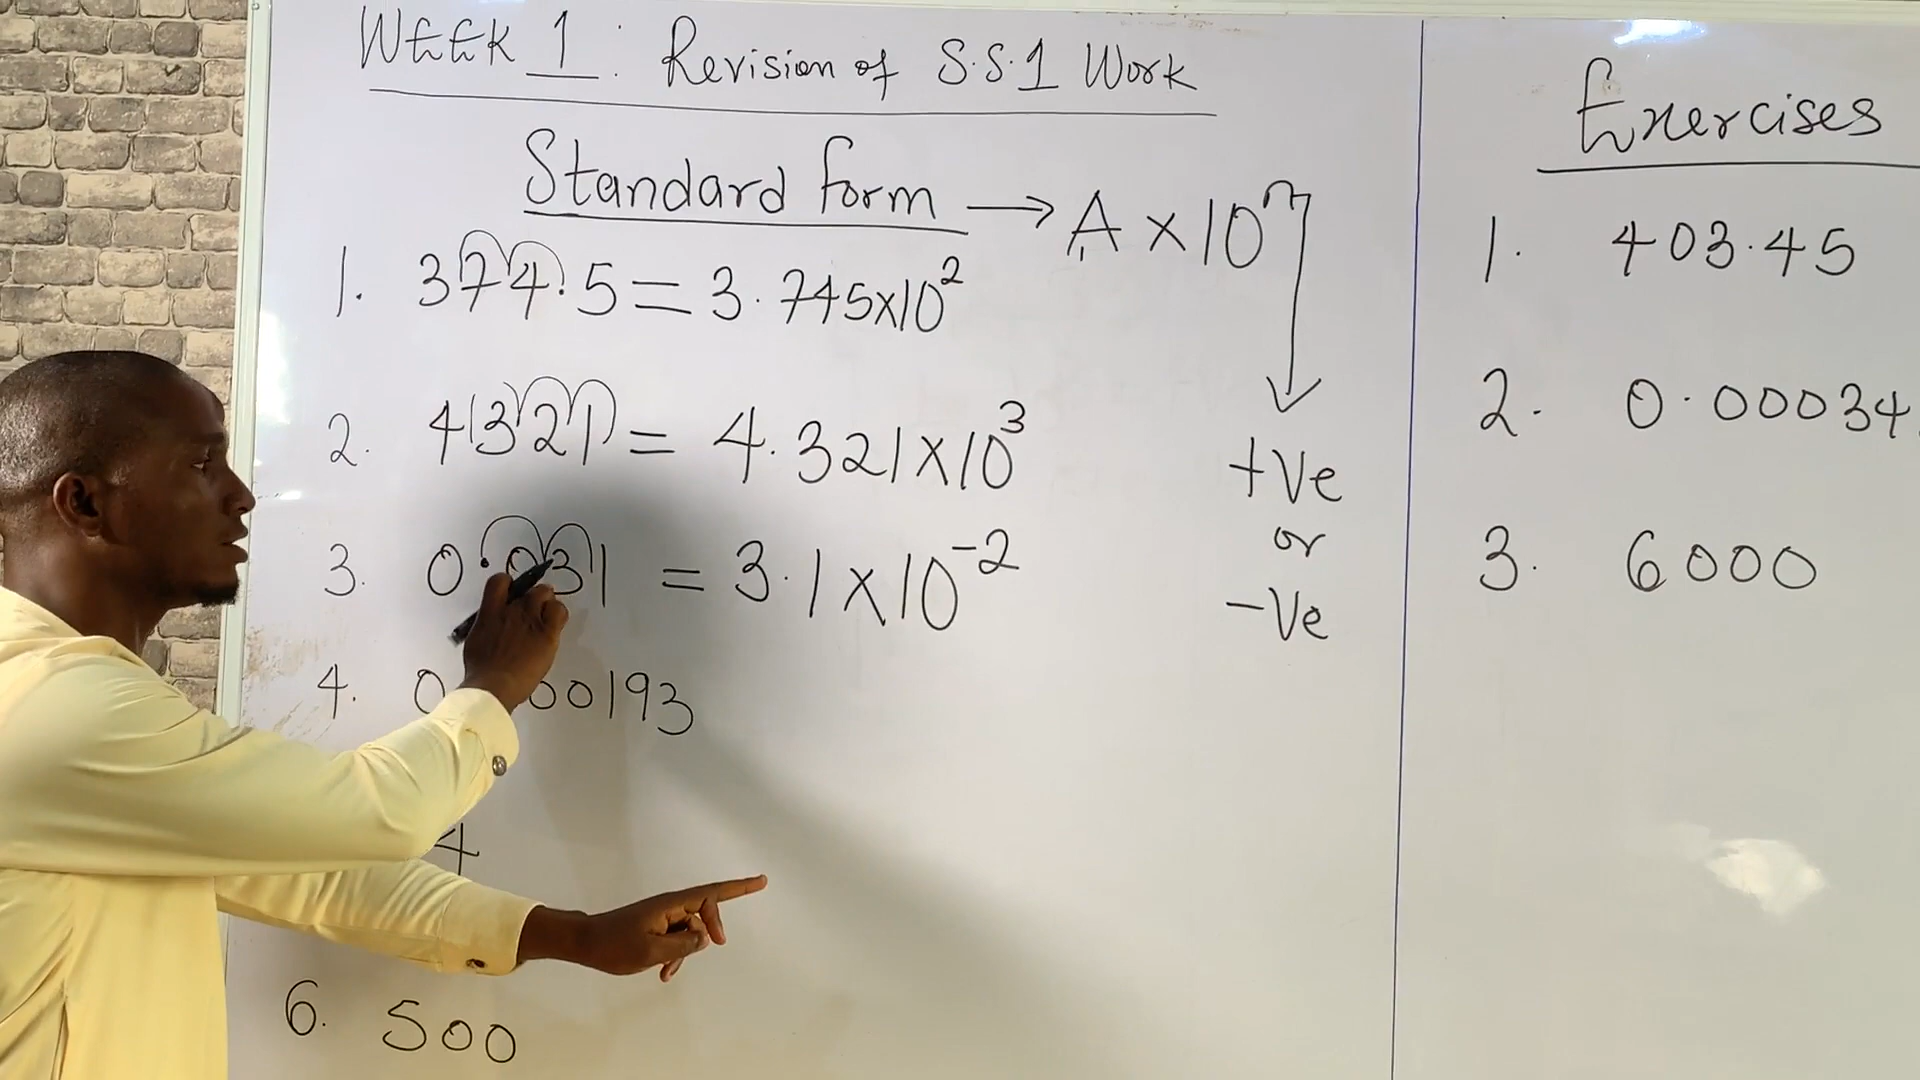 Week 1: Revision of S.S.1 Work
Standard form → A × 10ⁿ
+Ve
or
-Ve
1. 374.5 = 3.745×10²
2. 4321 = 4.321×10³
3. 0.031 = 3.1×10⁻²
4. 0 00193
4
6. 500
Exercises
1. 403.45
2. 0.00034
3. 6000